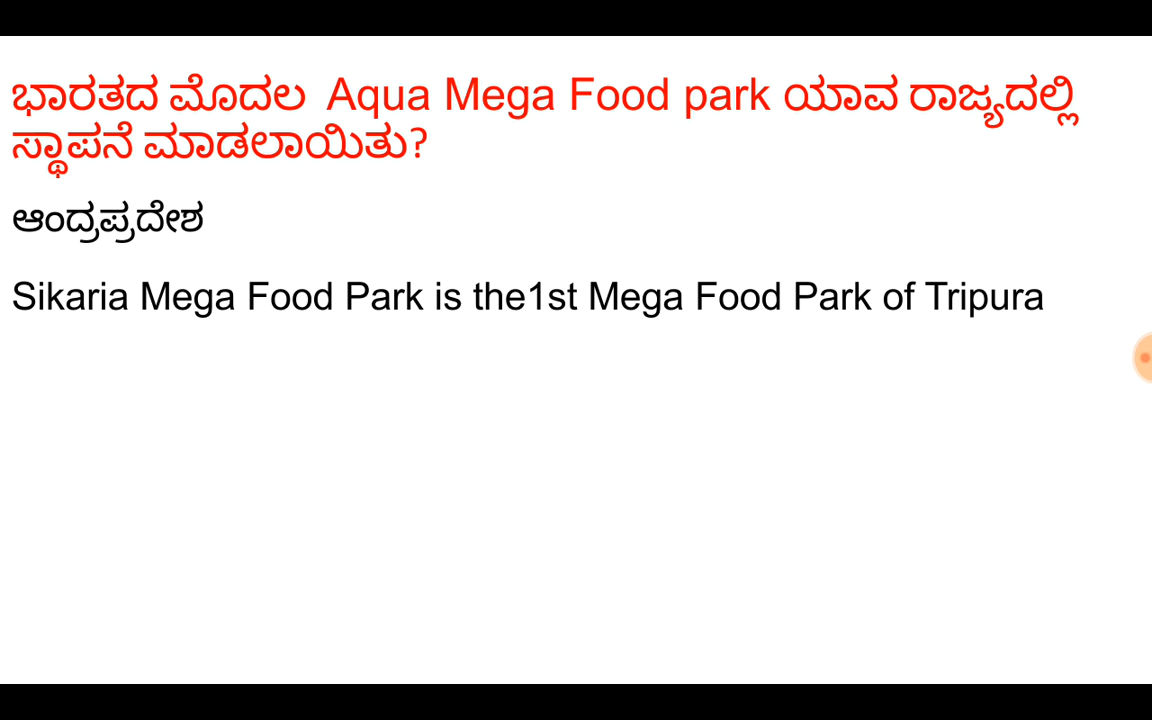 ಭಾರತದ ಮೊದಲ Aqua Mega Food park ಯಾವ ರಾಜ್ಯದಲ್ಲಿ
ಸ್ಥಾಪನೆ ಮಾಡಲಾಯಿತು?
ಆಂದ್ರಪ್ರದೇಶ
Sikaria Mega Food Park is the1st Mega Food Park of Tripura